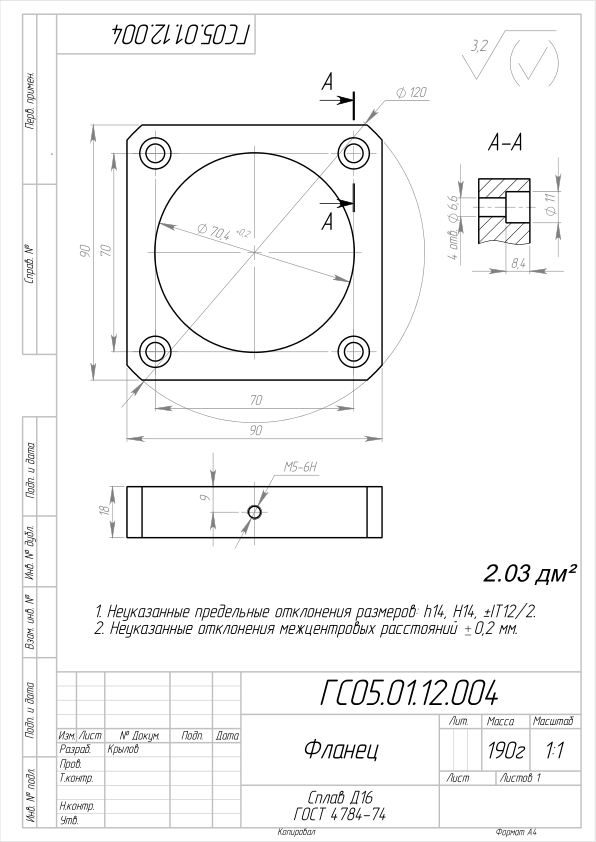 ГС05.01.12.004
3,2
А
∅ 120
А-А
∅ 6,6
4 отв.
∅ 11
8,4
А
∅ 70,4 +0,2
90
70
70
90
М5-6Н
9
18
2.03 дм²
1. Неуказанные предельные отклонения размеров: h14, H14, ±IT12/2.
2. Неуказанные отклонения межцентровых расстояний ±0,2 мм.
Перв. примен.
Справ. №
Подп. и дата
Инв. № дубл.
Взам. инв. №
Подп. и дата
Инв. № подл.
ГС05.01.12.004
Изм. Лист № Докум. Подп. Дата
Разраб. Крылов
Пров.
Т.контр.
Н.контр.
Утв.
Фланец
Лит. Масса Масштаб
190г 1:1
Лист Листов 1
Сплав Д16
ГОСТ 4784-74
Копировал Формат А4